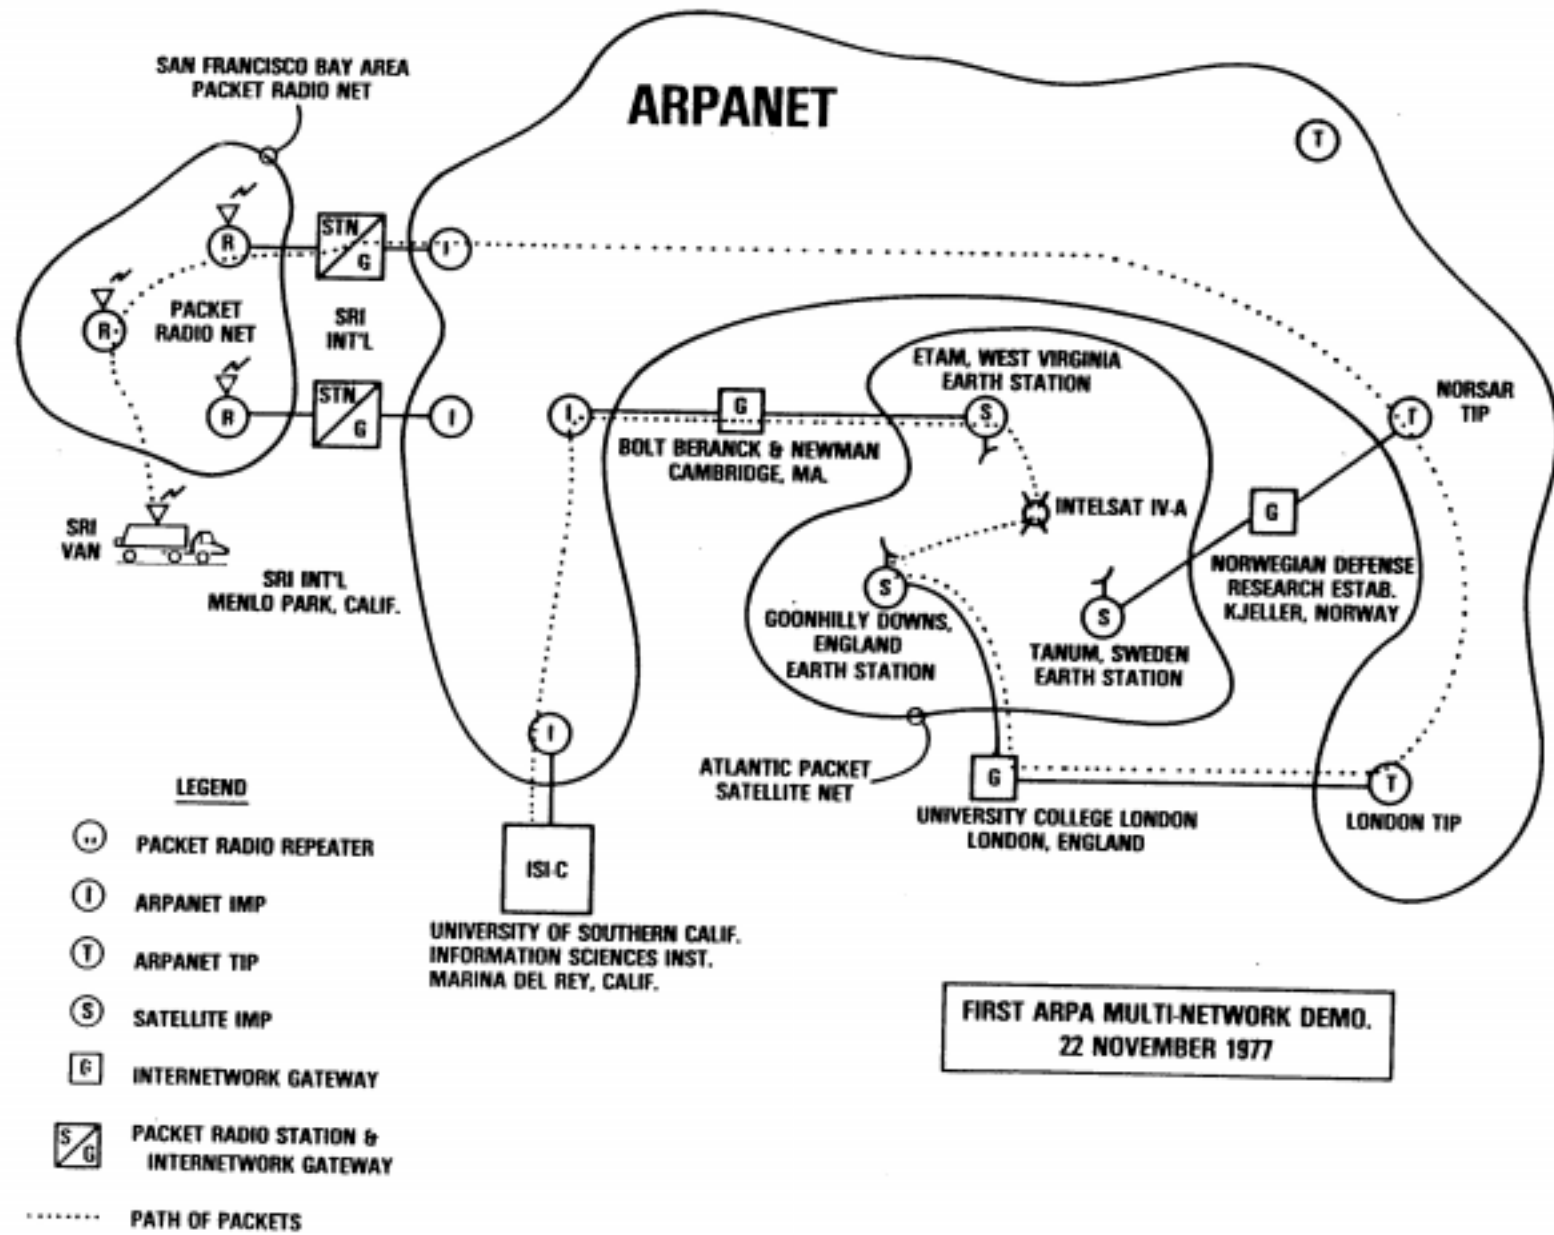 SAN FRANCISCO BAY AREA
PACKET RADIO NET
ARPANET
T
R
STN
G
I
R
PACKET
RADIO NET
SRI
INT'L
R
STN
G
I
I
G
BOLT BERANCK & NEWMAN
CAMBRIDGE, MA.
ETAM, WEST VIRGINIA
EARTH STATION
S
NORSAR
TIP
T
INTELSAT IV-A
G
NORWEGIAN DEFENSE
RESEARCH ESTAB.
KJELLER, NORWAY
SRI
VAN
SRI INT'L
MENLO PARK, CALIF.
S
GOONHILLY DOWNS,
ENGLAND
EARTH STATION
S
TANUM, SWEDEN
EARTH STATION
I
ATLANTIC PACKET
SATELLITE NET
G
UNIVERSITY COLLEGE LONDON
LONDON, ENGLAND
T
LONDON TIP
ISI-C
UNIVERSITY OF SOUTHERN CALIF.
INFORMATION SCIENCES INST.
MARINA DEL REY, CALIF.
LEGEND
PACKET RADIO REPEATER
I
ARPANET IMP
T
ARPANET TIP
S
SATELLITE IMP
G
INTERNETWORK GATEWAY
S
G
PACKET RADIO STATION &
INTERNETWORK GATEWAY
PATH OF PACKETS
FIRST ARPA MULTI-NETWORK DEMO.
22 NOVEMBER 1977